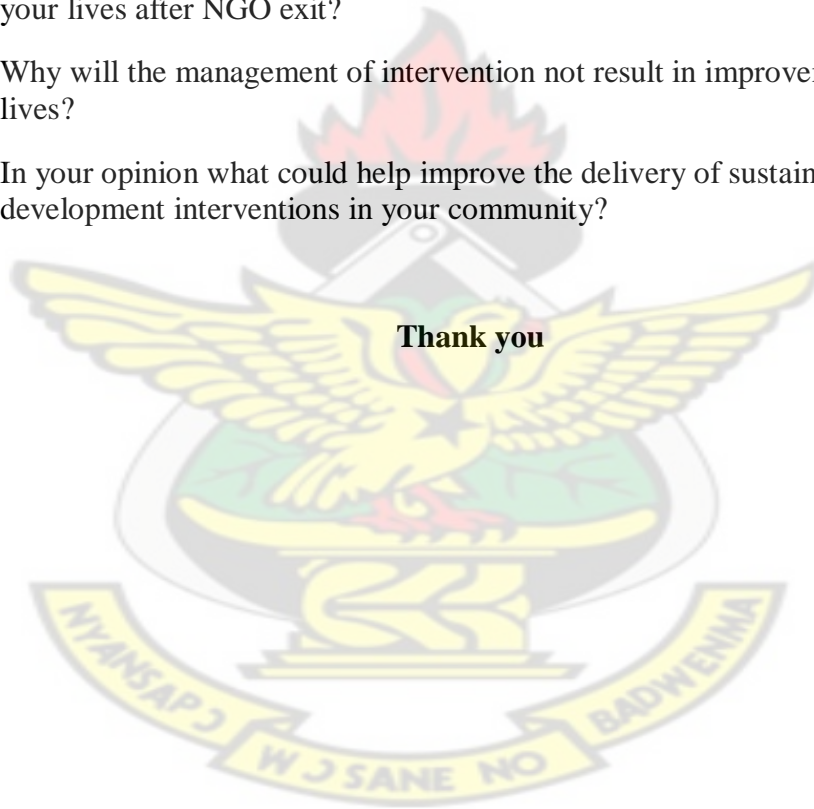 your lives after NGO exit?
Why will the management of intervention not result in improve
lives?
In your opinion what could help improve the delivery of sustain
development interventions in your community?
Thank you
NYANSAPƆ WƆSANE NO BADWENMA